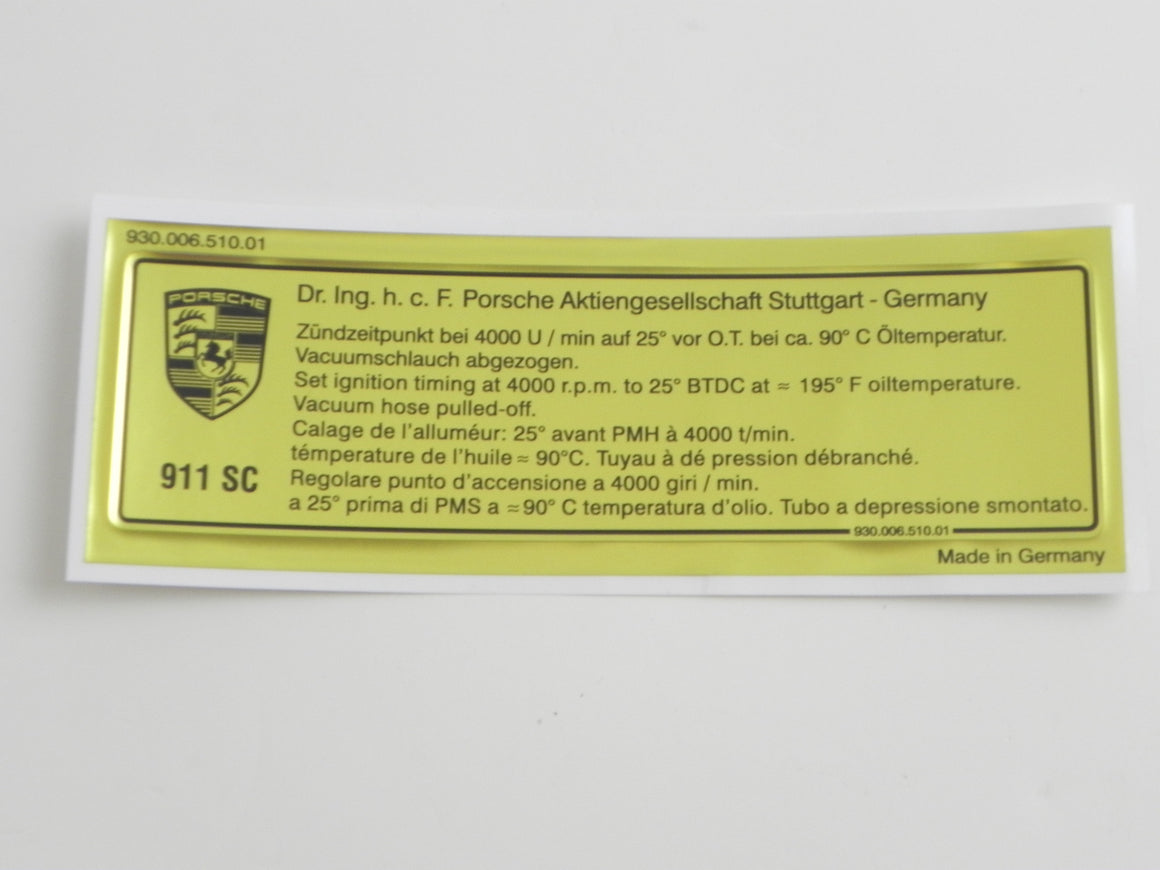 930.006.510.01
PORSCHE
Dr. Ing. h. c. F. Porsche Aktiengesellschaft Stuttgart - Germany
Zündzeitpunkt bei 4000 U / min auf 25° vor O.T. bei ca. 90° C Öltemperatur.
Vacuumschlauch abgezogen.
Set ignition timing at 4000 r.p.m. to 25° BTDC at ≈ 195° F oiltemperature.
Vacuum hose pulled-off.
Calage de l'alluméur: 25° avant PMH à 4000 t/min.
témperature de l'huile ≈ 90°C. Tuyau à dé pression débranché.
911 SC
Regolare punto d'accensione a 4000 giri / min.
a 25° prima di PMS a ≈ 90° C temperatura d'olio. Tubo a depressione smontato.
930.006.510.01
Made in Germany